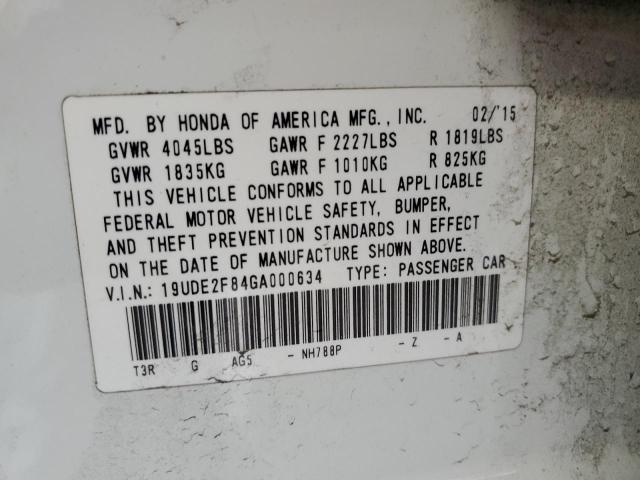 MFD. BY HONDA OF AMERICA MFG., INC. 02/'15
GVWR 4045LBS GAWR F 2227LBS R 1819LBS
GVWR 1835KG GAWR F 1010KG R 825KG
THIS VEHICLE CONFORMS TO ALL APPLICABLE
FEDERAL MOTOR VEHICLE SAFETY, BUMPER,
AND THEFT PREVENTION STANDARDS IN EFFECT
ON THE DATE OF MANUFACTURE SHOWN ABOVE.
V.I.N.: 19UDE2F84GA000634 TYPE: PASSENGER CAR
T3R G AG5 - NH788P - Z - A